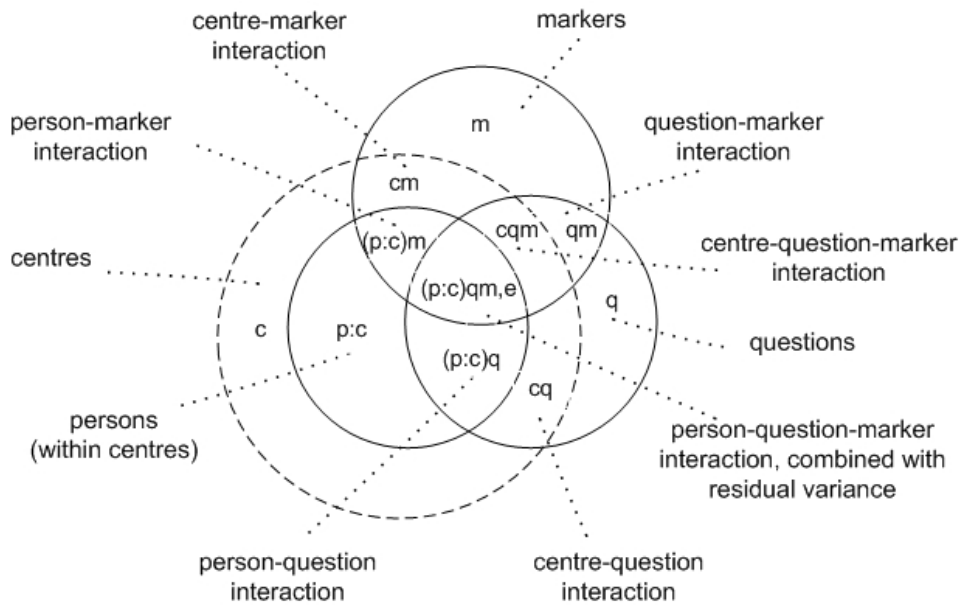 centre-marker
interaction
markers
person-marker
interaction
m
question-marker
interaction
cm
(p:c)m
cqm
qm
centres
centre-question-marker
interaction
(p:c)qm,e
q
c
p:c
questions
(p:c)q
cq
persons
(within centres)
person-question-marker
interaction, combined with
residual variance
person-question
interaction
centre-question
interaction